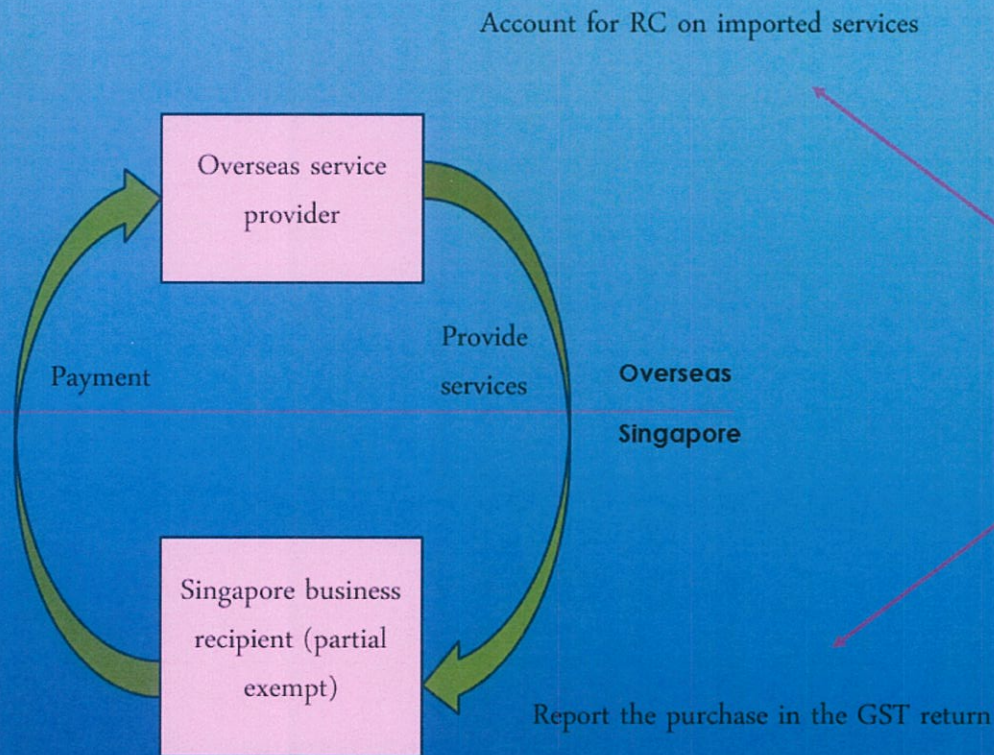 Account for RC on imported services
Overseas service
provider
Provide
services
Payment
Overseas
Singapore
Singapore business
recipient (partial
exempt)
Report the purchase in the GST return